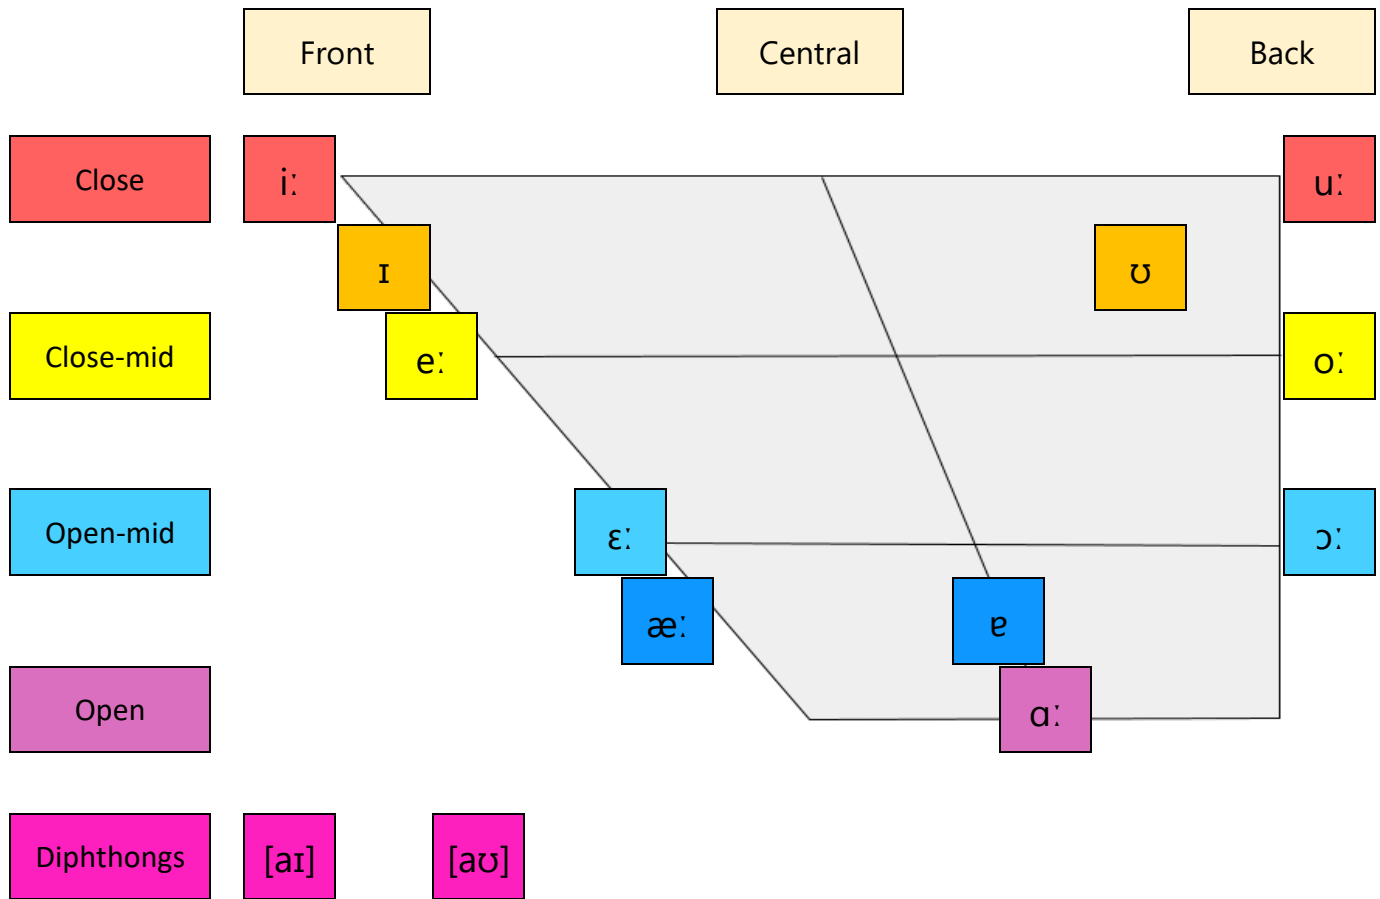 Front Central Back
Close iː uː
ɪ ʊ
Close-mid eː oː
Open-mid ɛː ɔː
æː ɐ
Open ɑː
Diphthongs [aɪ] [aʊ]